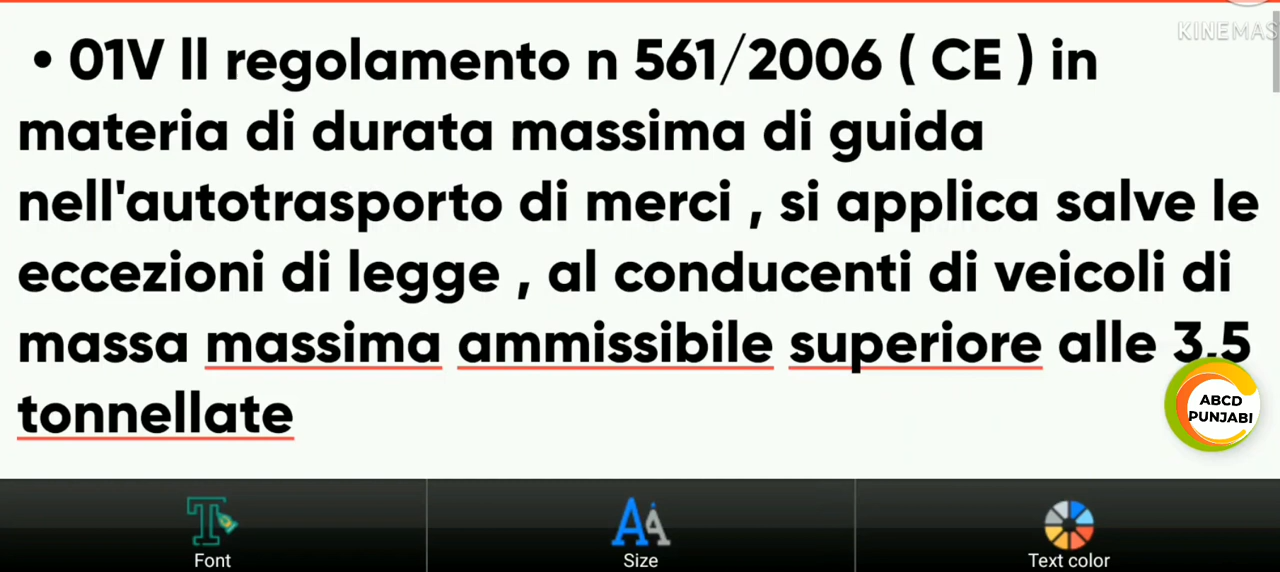 KINEMAS
• 01V ll regolamento n 561/2006 ( CE ) in
materia di durata massima di guida
nell'autotrasporto di merci , si applica salve le
eccezioni di legge , al conducenti di veicoli di
massa massima ammissibile superiore alle 3,5
tonnellate
ABCD
PUNJABI
Font
Size
Text color